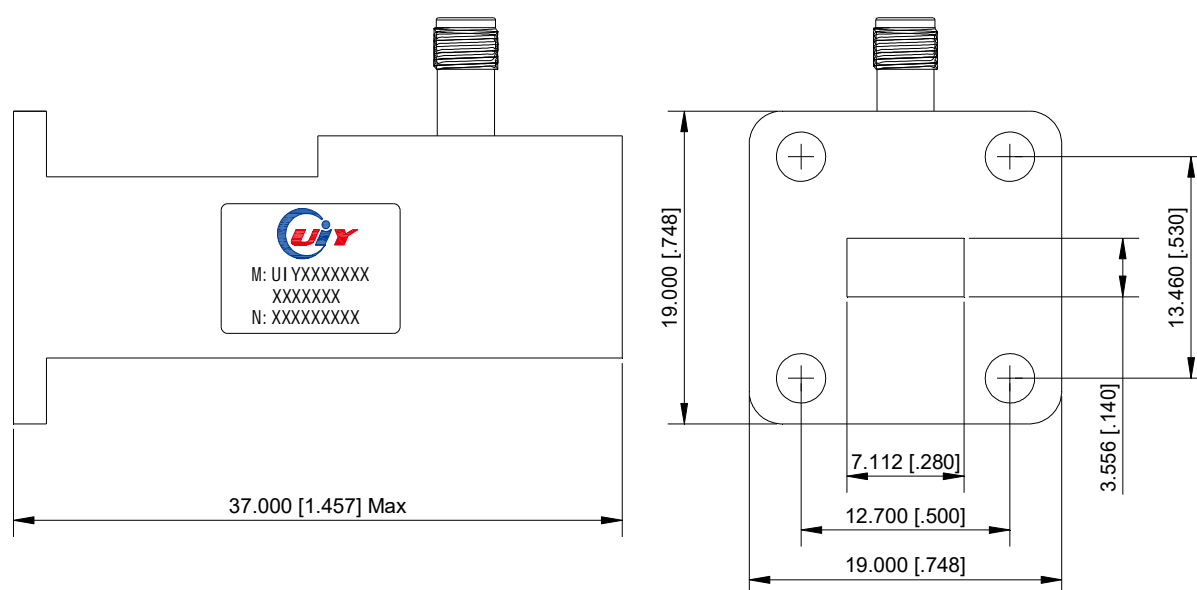 UiY
M: UIYXXXXXXX
XXXXXXX
N: XXXXXXXXX
37.000 [1.457] Max
19.000 [.748]
13.460 [.530]
3.556 [.140]
7.112 [.280]
12.700 [.500]
19.000 [.748]